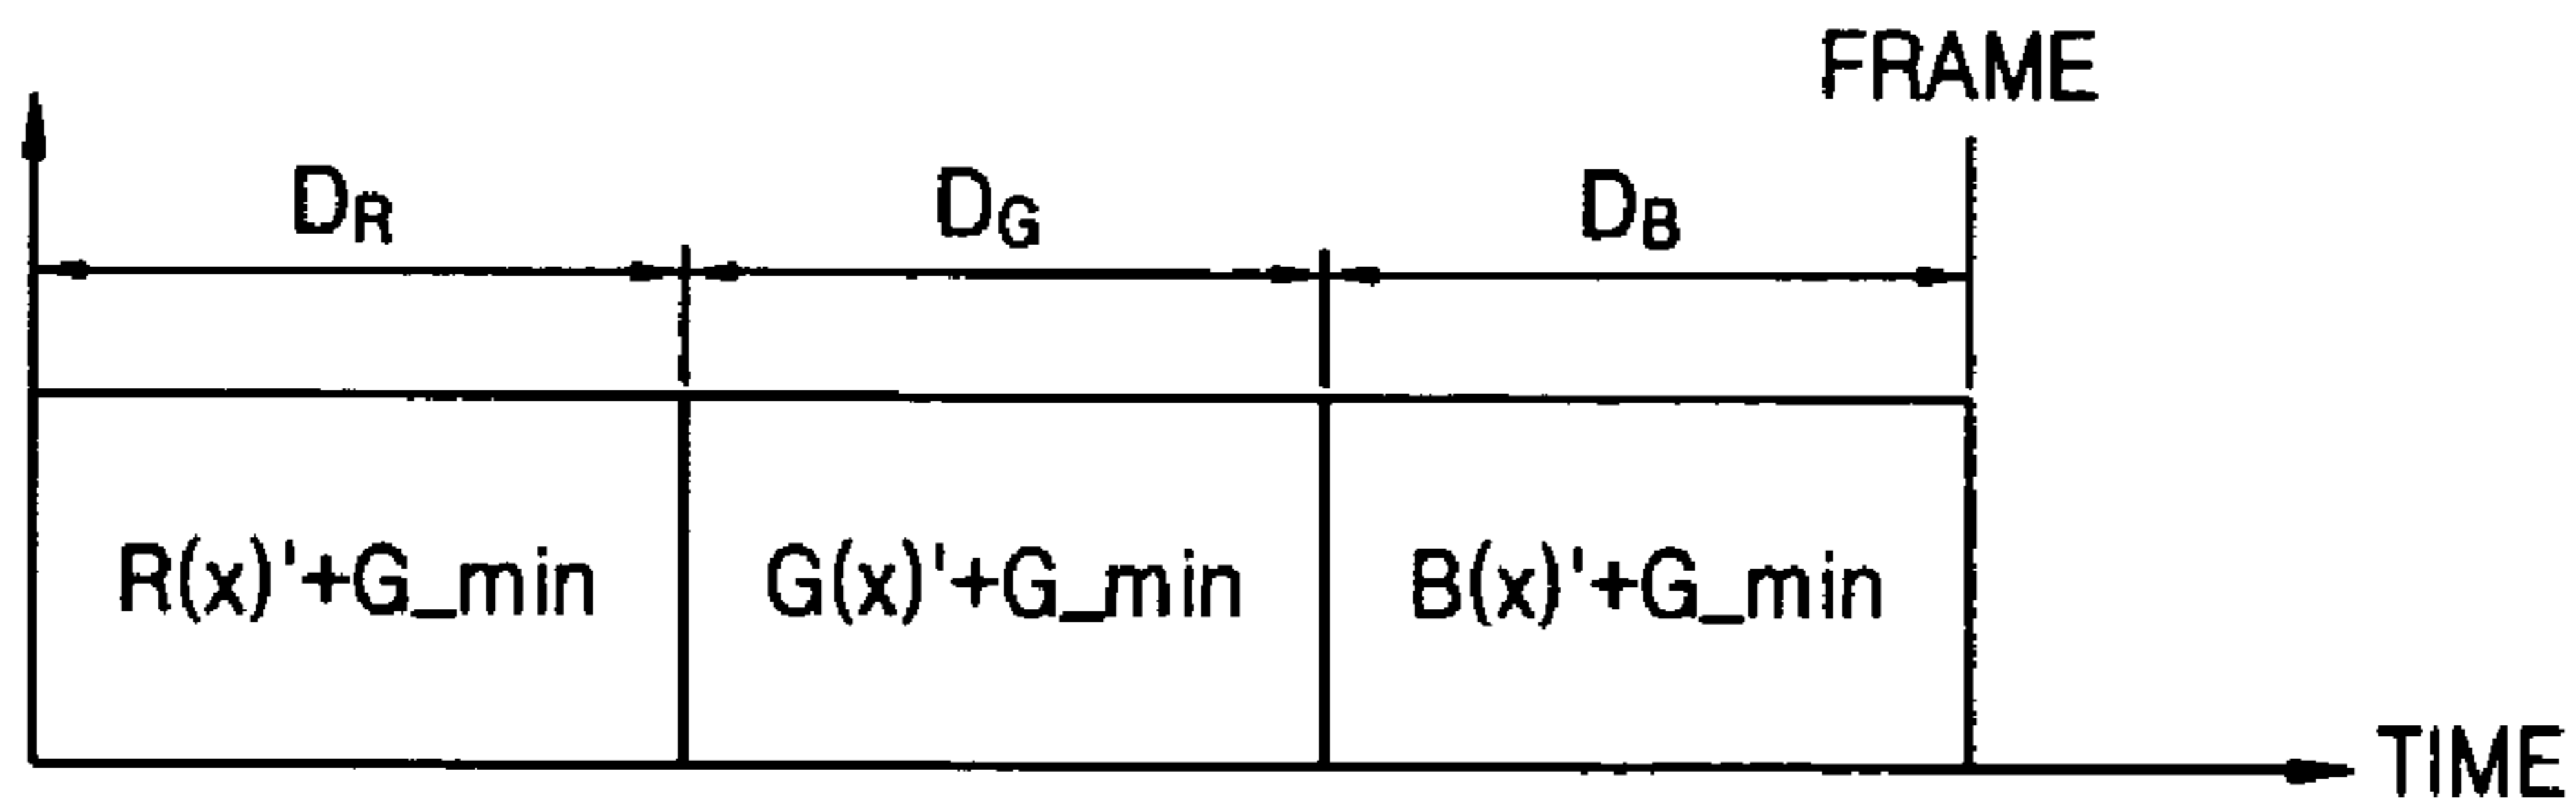 FRAME
DR DG DB
R(x)'+G_min G(x)'+G_min B(x)'+G_min
TIME